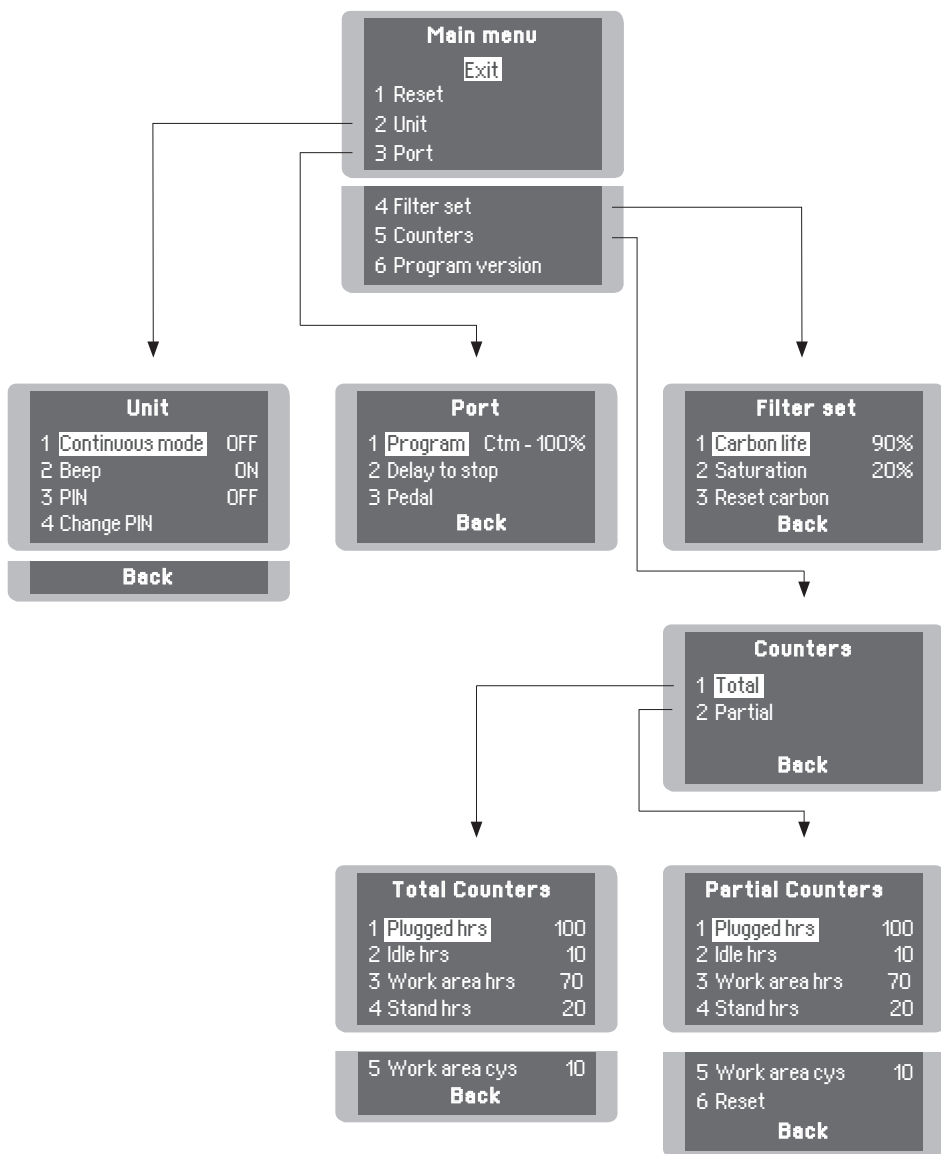 Main menu
Exit
1 Reset
2 Unit
3 Port
4 Filter set
5 Counters
6 Program version
Unit
1 Continuous mode OFF
2 Beep ON
3 PIN OFF
4 Change PIN
Back
Port
1 Program Ctm - 100%
2 Delay to stop
3 Pedal
Back
Filter set
1 Carbon life 90%
2 Saturation 20%
3 Reset carbon
Back
Counters
1 Total
2 Partial
Back
Total Counters
1 Plugged hrs 100
2 Idle hrs 10
3 Work area hrs 70
4 Stand hrs 20
5 Work area cys 10
Back
Partial Counters
1 Plugged hrs 100
2 Idle hrs 10
3 Work area hrs 70
4 Stand hrs 20
5 Work area cys 10
6 Reset
Back